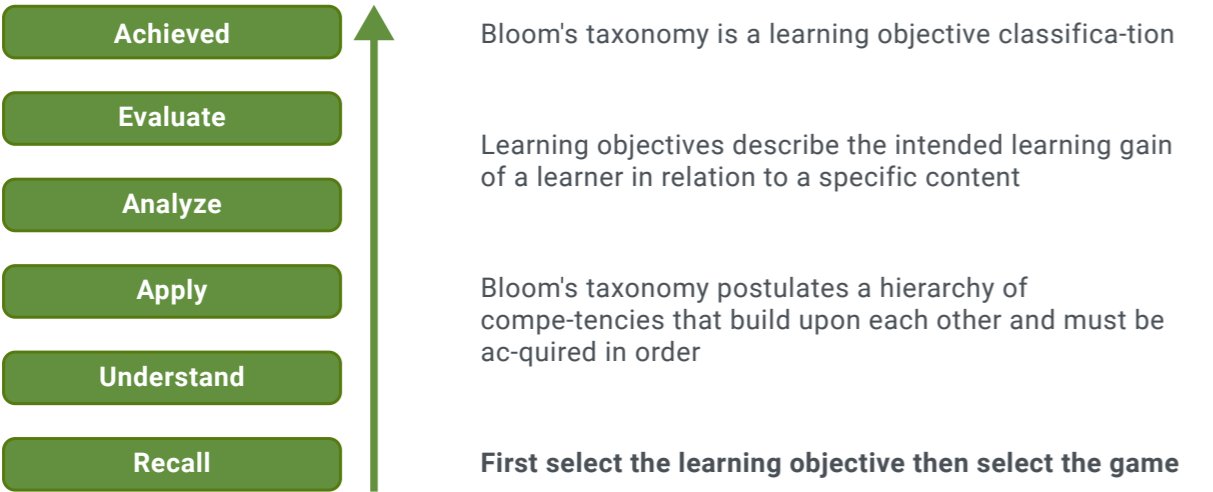 Achieved
Evaluate
Analyze
Apply
Understand
Recall
Bloom's taxonomy is a learning objective classifica-tion
Learning objectives describe the intended learning gain
of a learner in relation to a specific content
Bloom's taxonomy postulates a hierarchy of
compe-tencies that build upon each other and must be
ac-quired in order
First select the learning objective then select the game